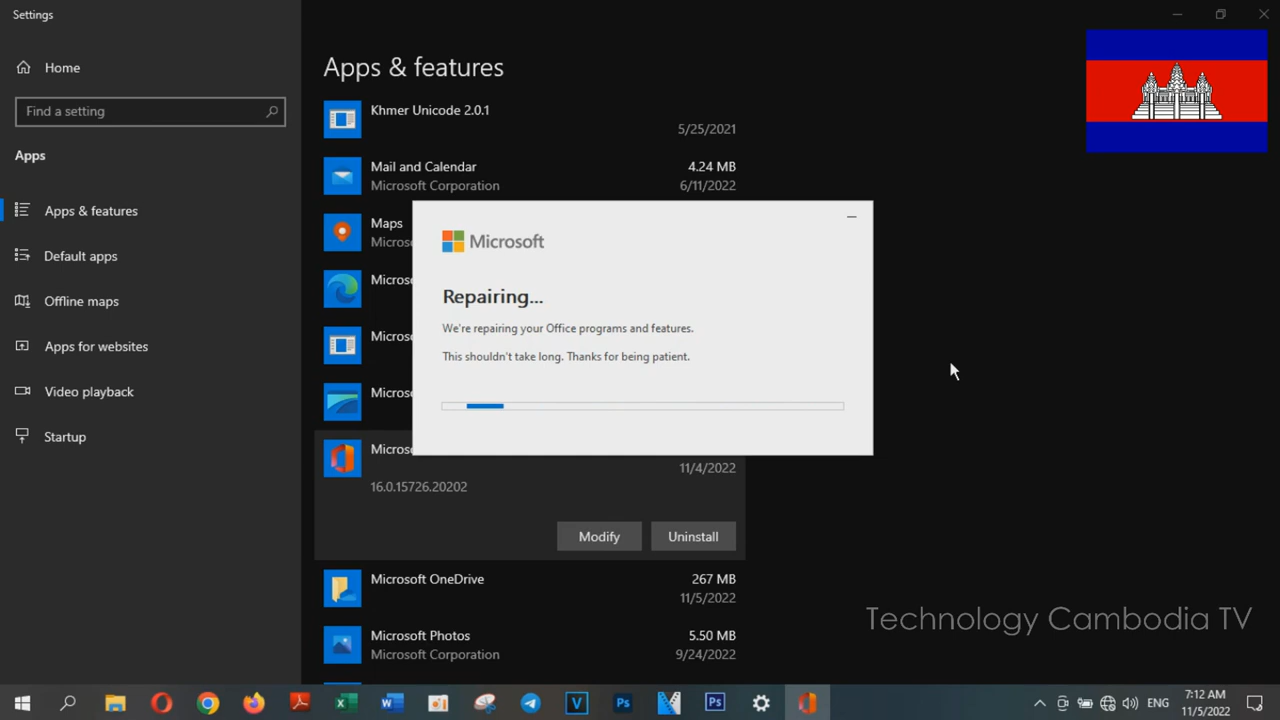 Settings
Home
Find a setting
Apps
Apps & features
Default apps
Offline maps
Apps for websites
Video playback
Startup
Apps & features
Khmer Unicode 2.0.1
5/25/2021
Mail and Calendar 4.24 MB
Microsoft Corporation 6/11/2022
Maps
Microsoft
Repairing...
We're repairing your Office programs and features.
This shouldn't take long. Thanks for being patient.
11/4/2022
16.0.15726.20202
Modify Uninstall
Microsoft OneDrive 267 MB
11/5/2022
Microsoft Photos 5.50 MB
Microsoft Corporation 9/24/2022
Technology Cambodia TV
ENG
7:12 AM
11/5/2022